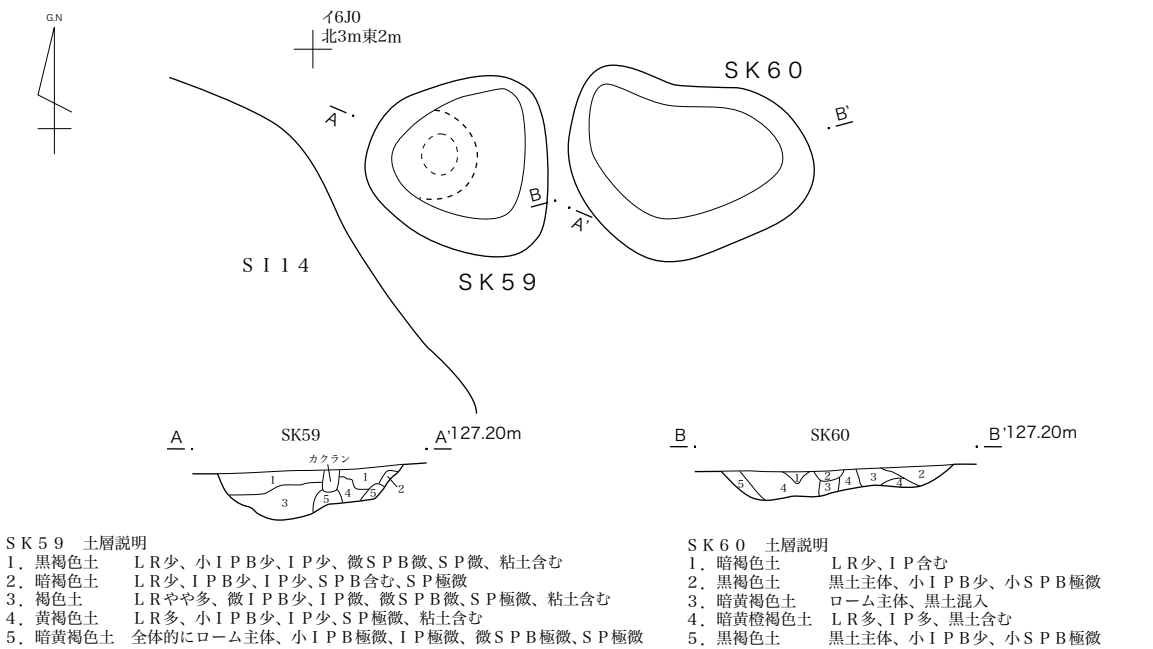 G.N
イ6J0
北3m東2m
SK60
A
B'
B
A'
SI14
SK59
A
SK59
A' 127.20m
カクラン
1
1
2
3
5
4
5
B
SK60
B' 127.20m
5
4
1
2
3
4
3
4
2
SK59 土層説明
1. 黒褐色土 LR少、小IPB少、IP少、微SPB微、SP微、粘土含む
2. 暗褐色土 LR少、IPB少、IP少、SPB含む、SP極微
3. 褐色土 LRやや多、微IPB少、IP微、微SPB微、SP極微、粘土含む
4. 黄褐色土 LR多、小IPB少、IP少、SP極微、粘土含む
5. 暗黄褐色土 全体的にローム主体、小IPB極微、IP極微、微SPB極微、SP極微
SK60 土層説明
1. 暗褐色土 LR少、IP含む
2. 黒褐色土 黒土主体、小IPB少、小SPB極微
3. 暗黄褐色土 ローム主体、黒土混入
4. 暗黄橙褐色土 LR多、IP多、黒土含む
5. 黒褐色土 黒土主体、小IPB少、小SPB極微